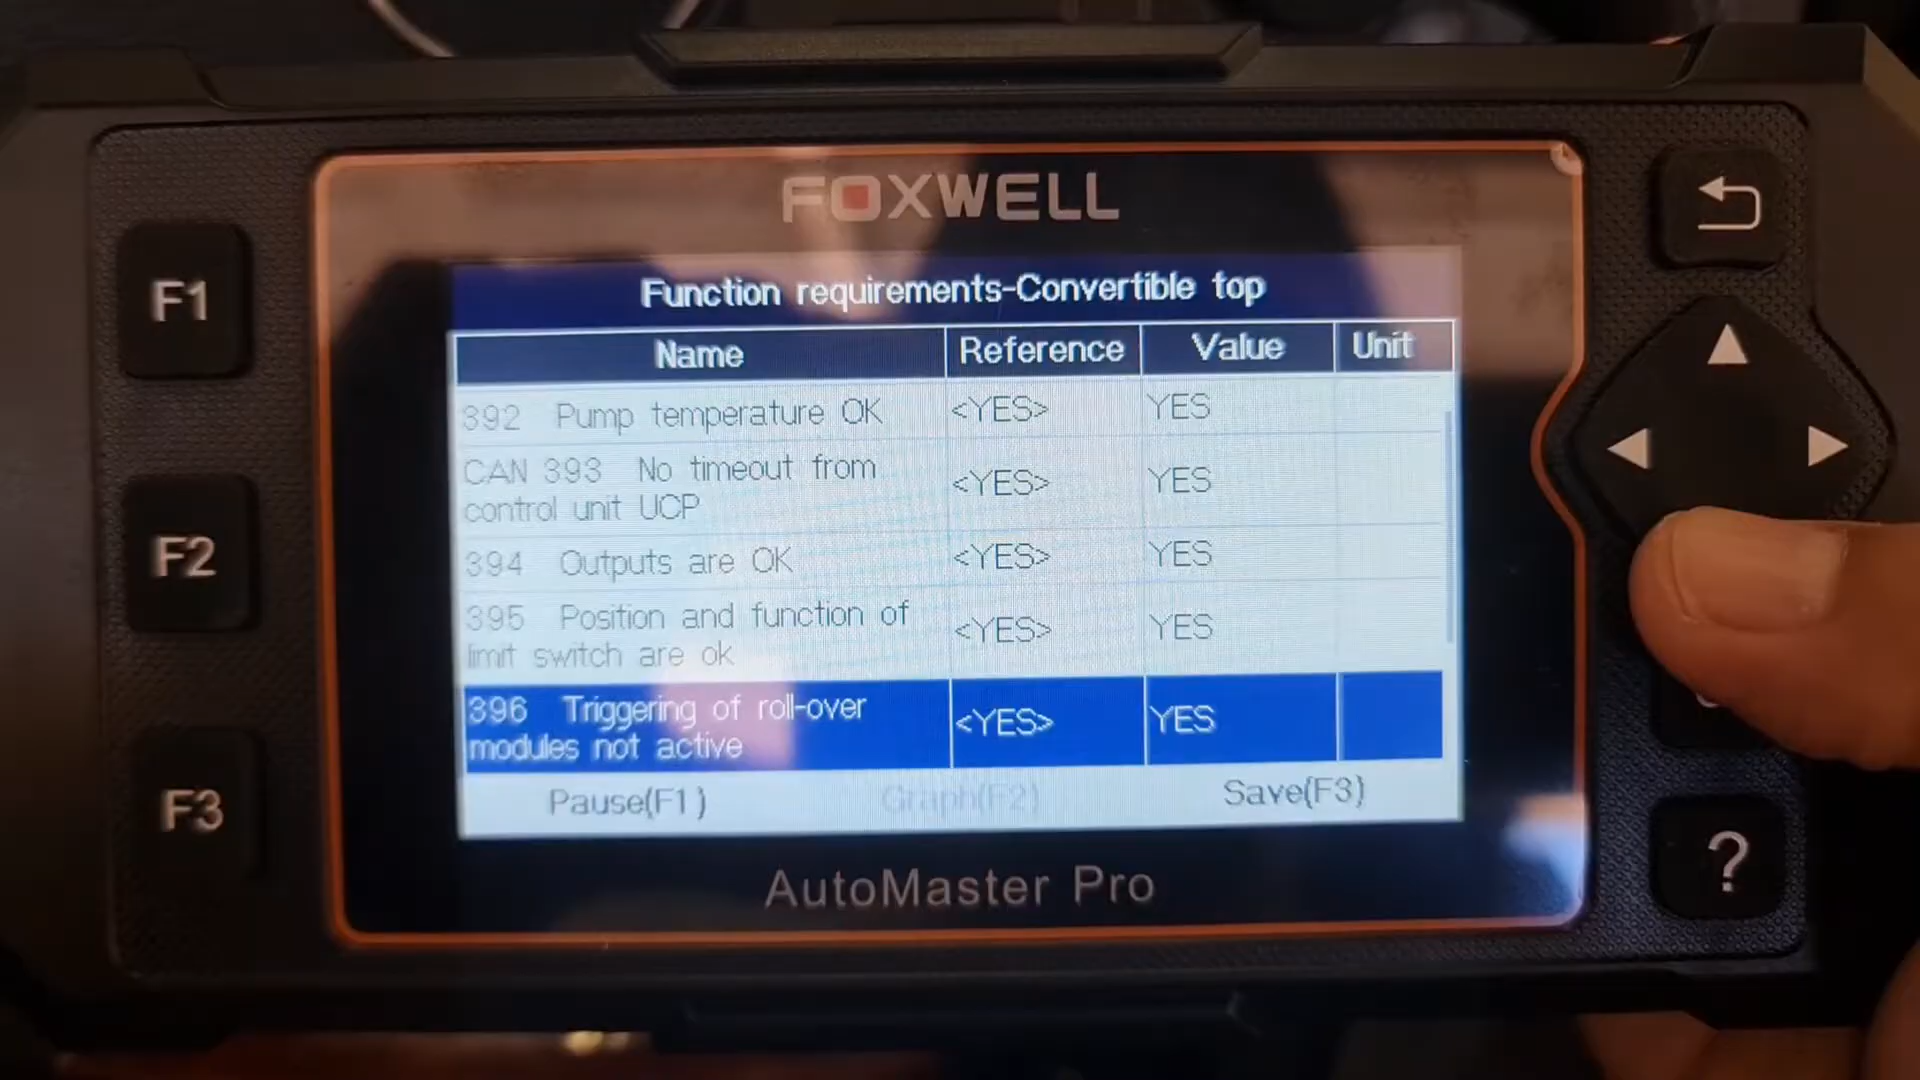 FOXWELL
F1
F2
F3
Function requirements-Convertible top
Name Reference Value Unit
392 Pump temperature OK <YES> YES
CAN 393 No timeout from
control unit UCP <YES> YES
394 Outputs are OK <YES> YES
395 Position and function of
limit switch are ok <YES> YES
396 Triggering of roll-over
modules not active <YES> YES
Pause(F1) Graph(F2) Save(F3)
AutoMaster Pro
?